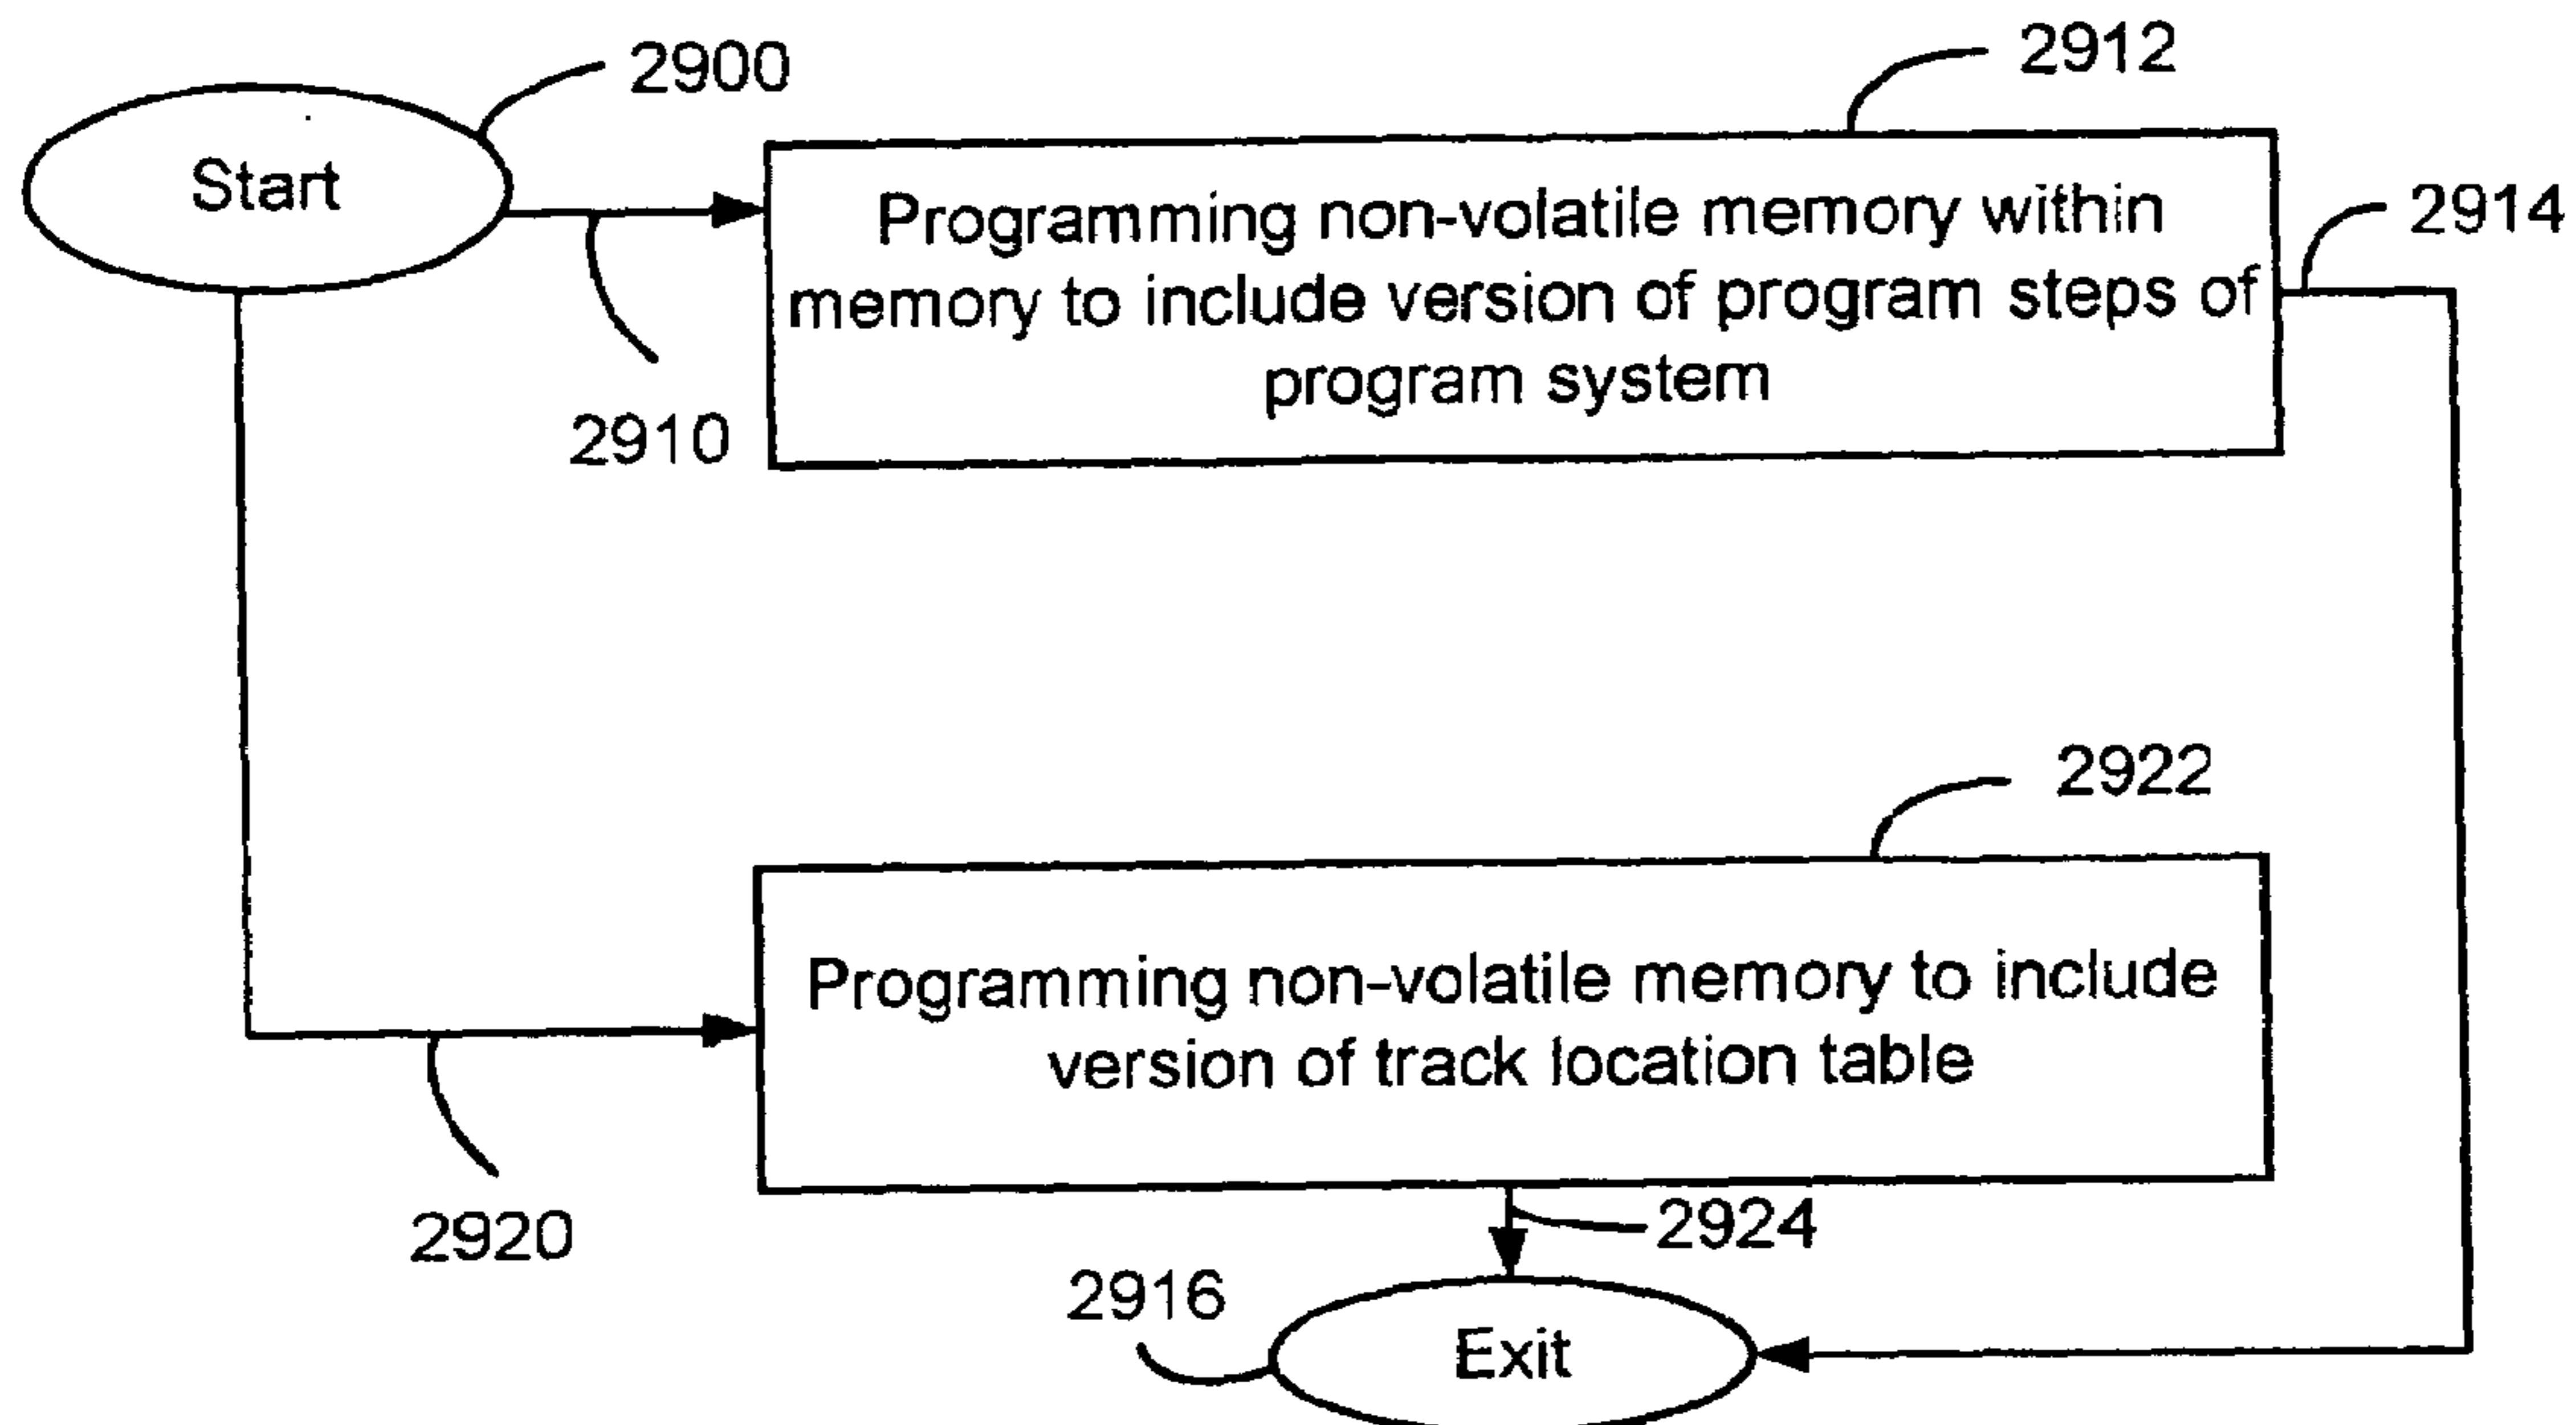 2900
2912
Start
2914
Programming non-volatile memory within
memory to include version of program steps of
program system
2910
2922
Programming non-volatile memory to include
version of track location table
2920
2924
2916
Exit